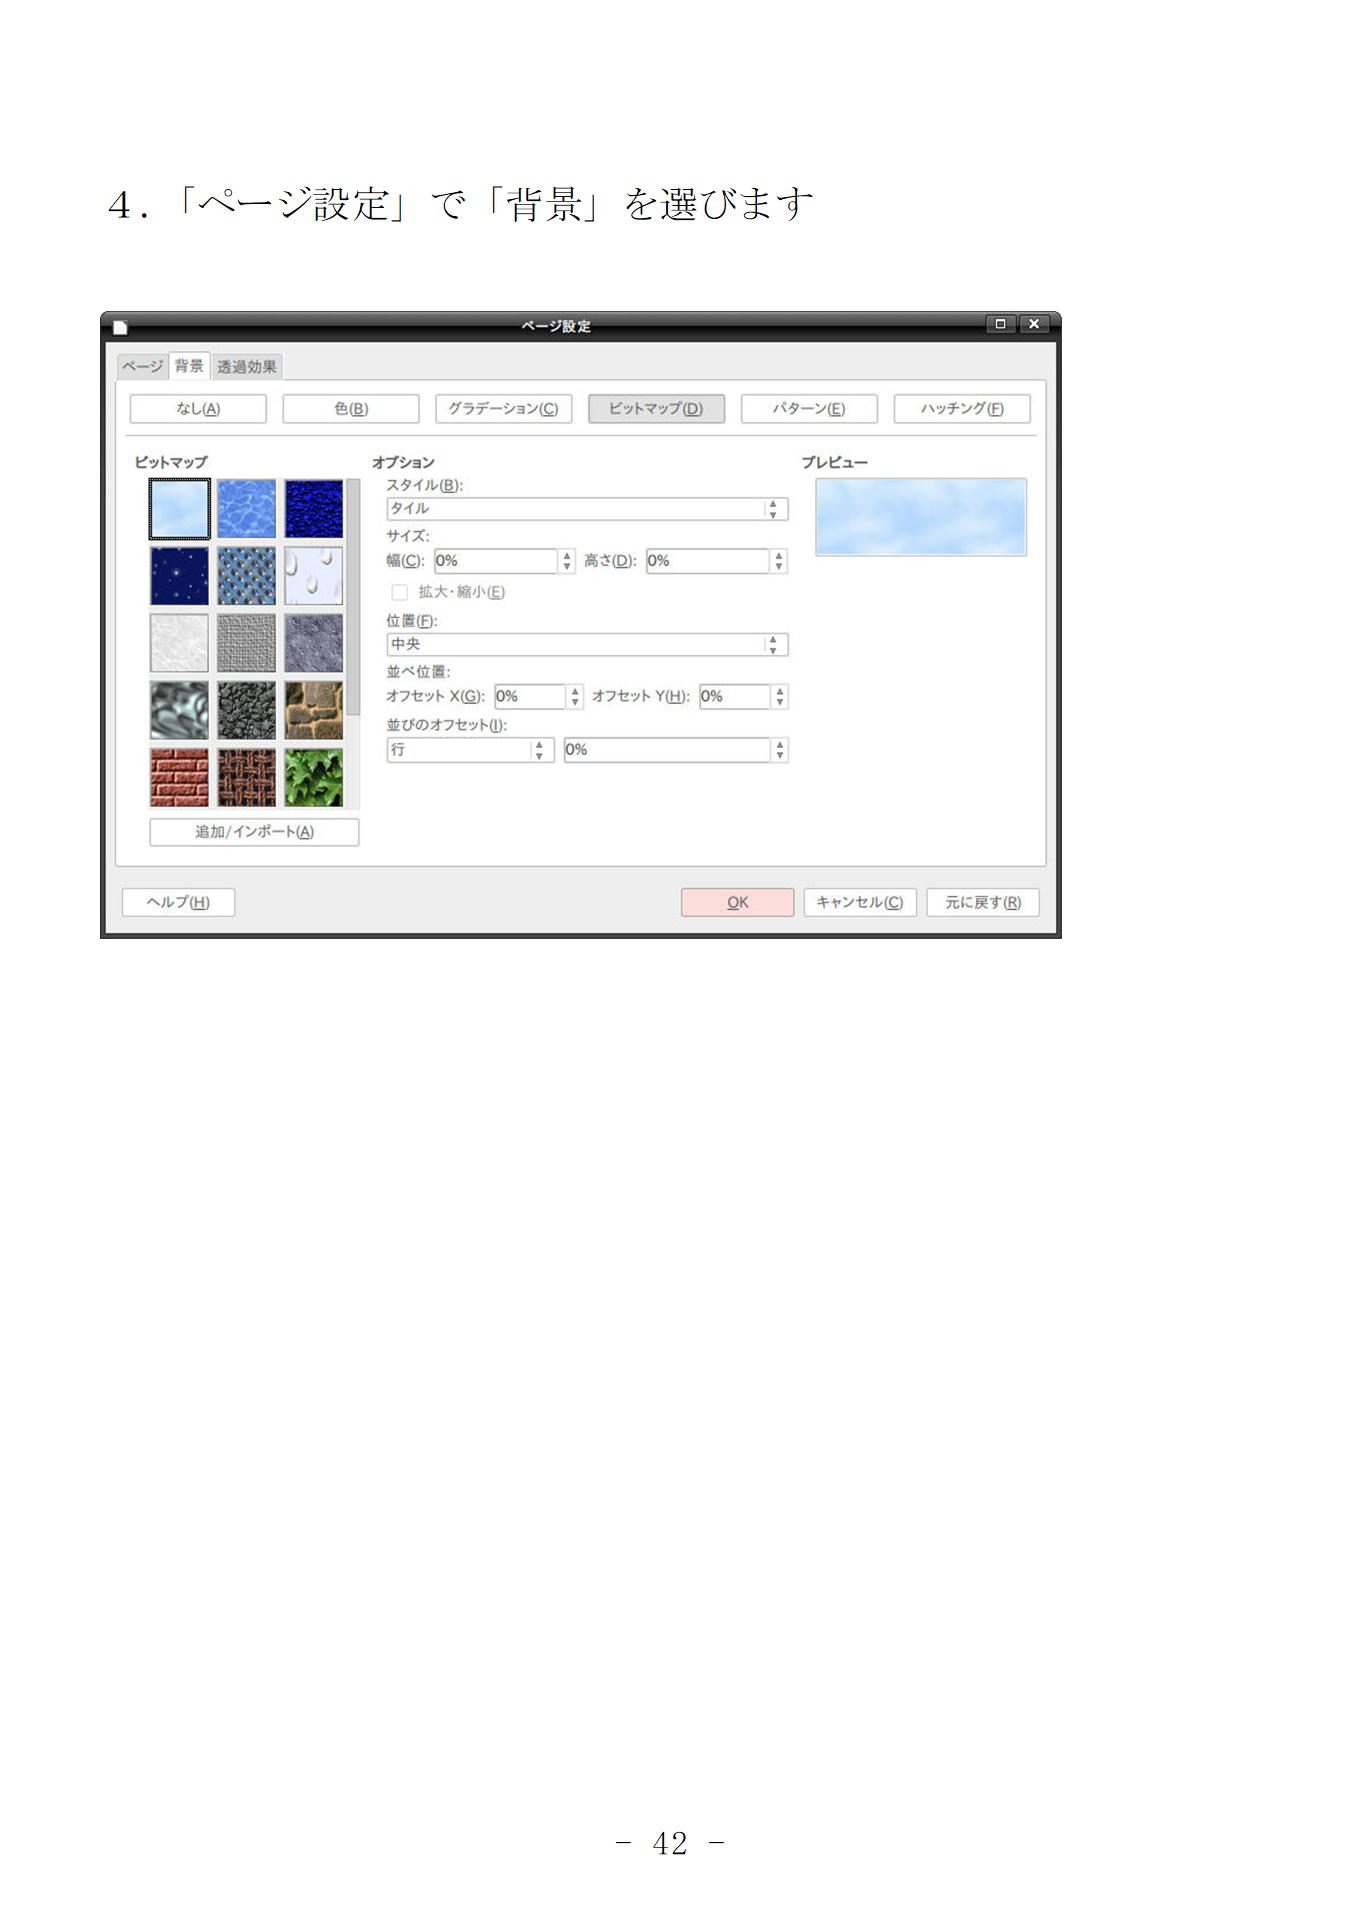 ４．「ページ設定」で「背景」を選びます
ページ設定
ページ 背景 透過効果
なし(A) 色(B) グラデーション(C) ビットマップ(D) パターン(E) ハッチング(F)
ビットマップ オプション プレビュー
スタイル(B):
タイル
サイズ:
幅(C): 0% 高さ(D): 0%
拡大・縮小(E)
位置(F):
中央
並べ位置:
オフセット X(G): 0% オフセット Y(H): 0%
並びのオフセット(I):
行 0%
追加/インポート(A)
ヘルプ(H) OK キャンセル(C) 元に戻す(R)
- 42 -